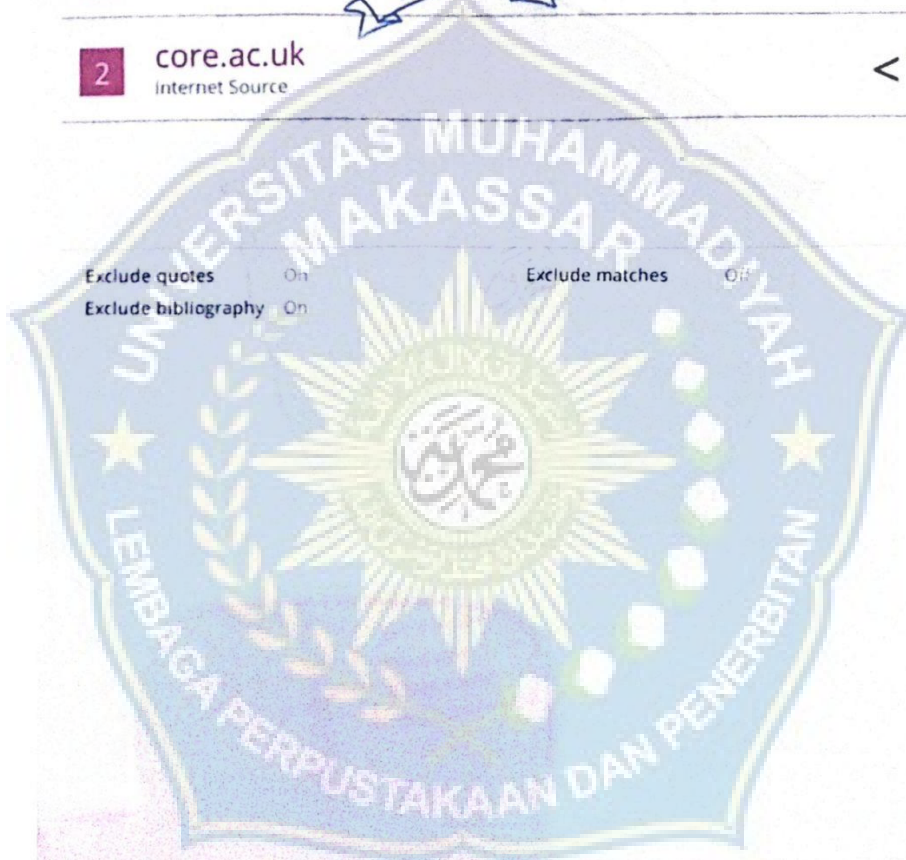 2 core.ac.uk <
Internet Source
UNIVERSITAS MUHAMMADIYAH
MAKASSAR
Exclude quotes On Exclude matches Off
Exclude bibliography On
LEMBAGA PERPUSTAKAAN DAN PENERBITAN